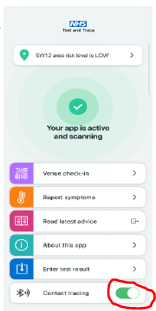 NHS
Test and Trace
SW12 area risk level is LOW
Your app is active
and scanning
Venue check-in
Report symptoms
Read latest advice
About this app
Enter test result
Contact tracing